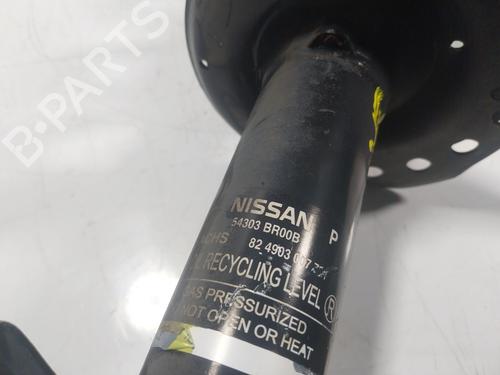 B-PARTS
NISSAN P
54303 BR00B
82 4903
RECYCLING LEVEL R
GAS PRESSURIZED
NOT OPEN OR HEAT